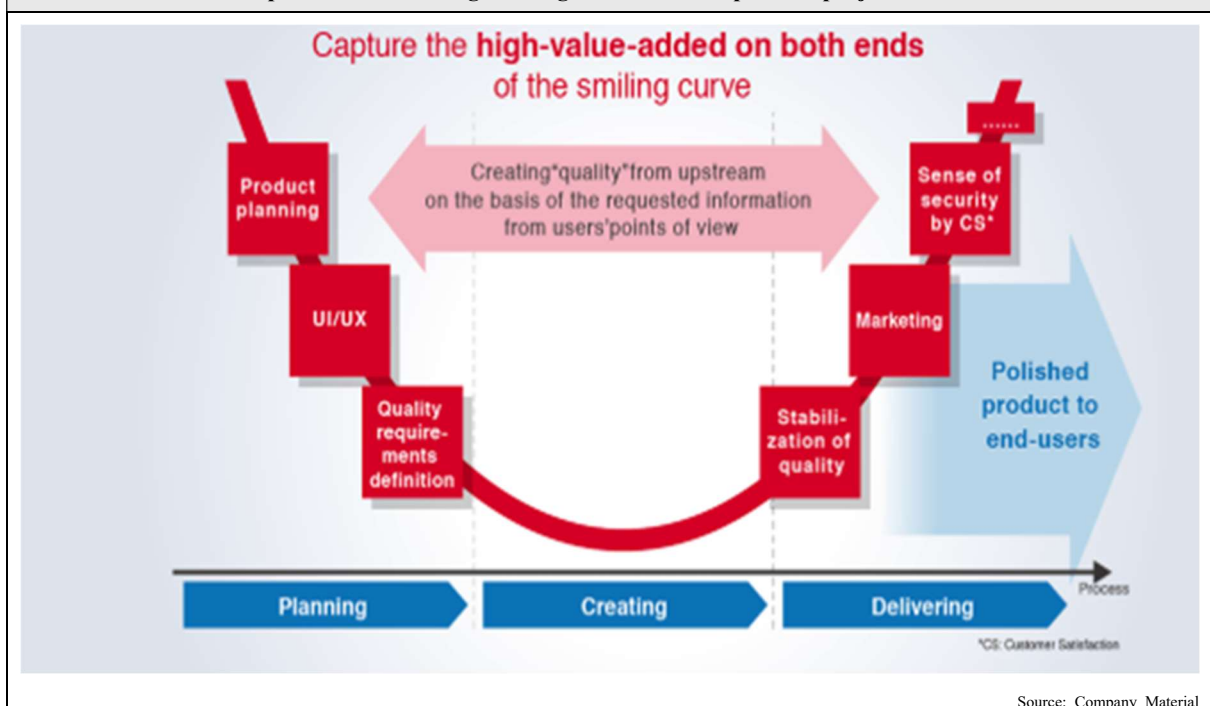 Capture the high-value-added on both ends
of the smiling curve
Product
planning
UI/UX
Quality
require-
ments
definition
Creating“quality”from upstream
on the basis of the requested information
from users'points of view
......
Sense of
security
by CS*
Marketing
Stabili-
zation of
quality
Polished
product to
end-users
Process
Planning
Creating
Delivering
*CS: Customer Satisfaction
Source: Company Material